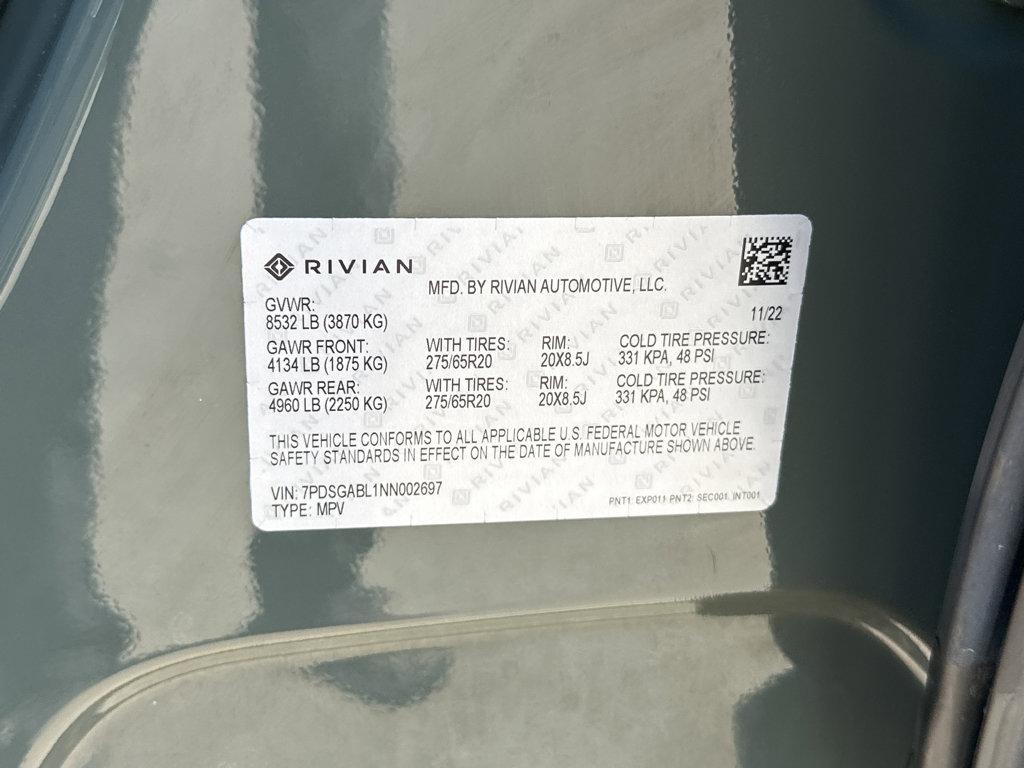 RIVIAN
MFD. BY RIVIAN AUTOMOTIVE, LLC.
11/22
GVWR:
8532 LB (3870 KG)
GAWR FRONT: WITH TIRES: RIM: COLD TIRE PRESSURE:
4134 LB (1875 KG) 275/65R20 20X8.5J 331 KPA, 48 PSI
GAWR REAR: WITH TIRES: RIM: COLD TIRE PRESSURE:
4960 LB (2250 KG) 275/65R20 20X8.5J 331 KPA, 48 PSI
THIS VEHICLE CONFORMS TO ALL APPLICABLE U.S. FEDERAL MOTOR VEHICLE
SAFETY STANDARDS IN EFFECT ON THE DATE OF MANUFACTURE SHOWN ABOVE.
VIN: 7PDSGABL1NN002697
TYPE: MPV
PNT1: EXP011 PNT2: SEC001 INT001